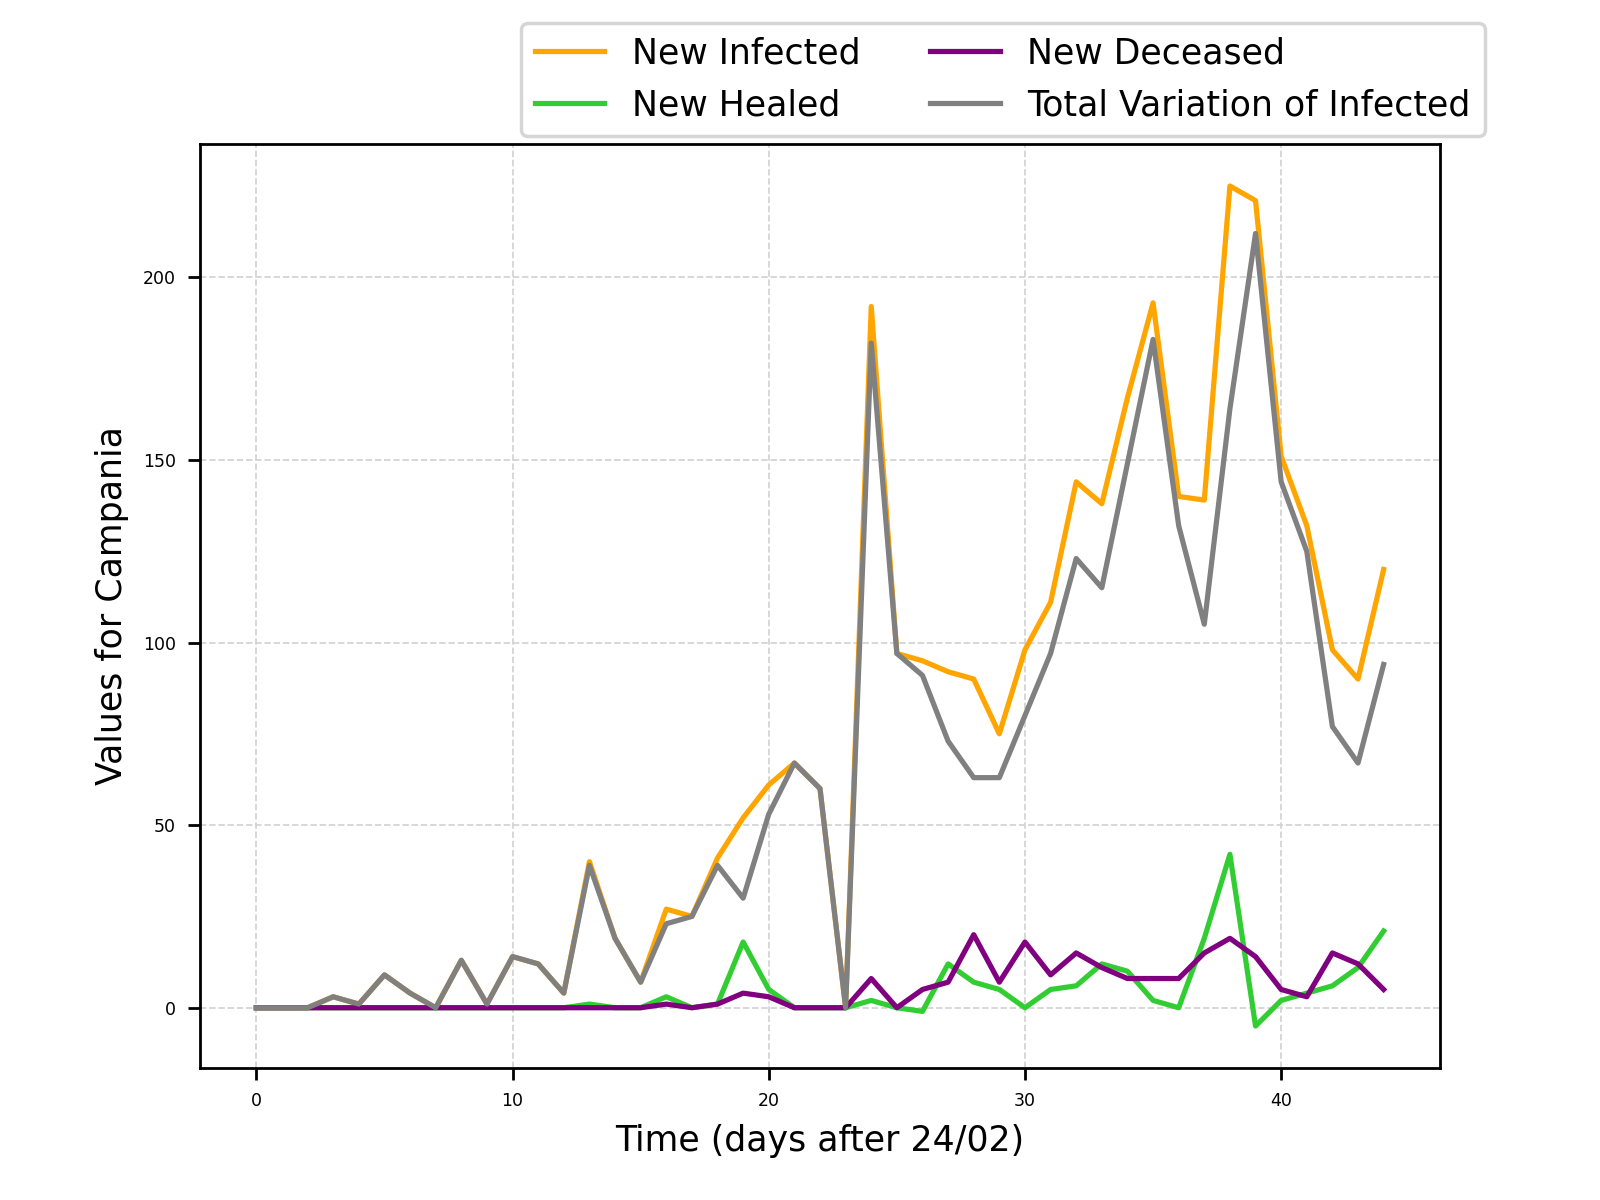 New Infected
New Healed
New Deceased
Total Variation of Infected
Values for Campania
200
150
100
50
0
0 10 20 30 40
Time (days after 24/02)